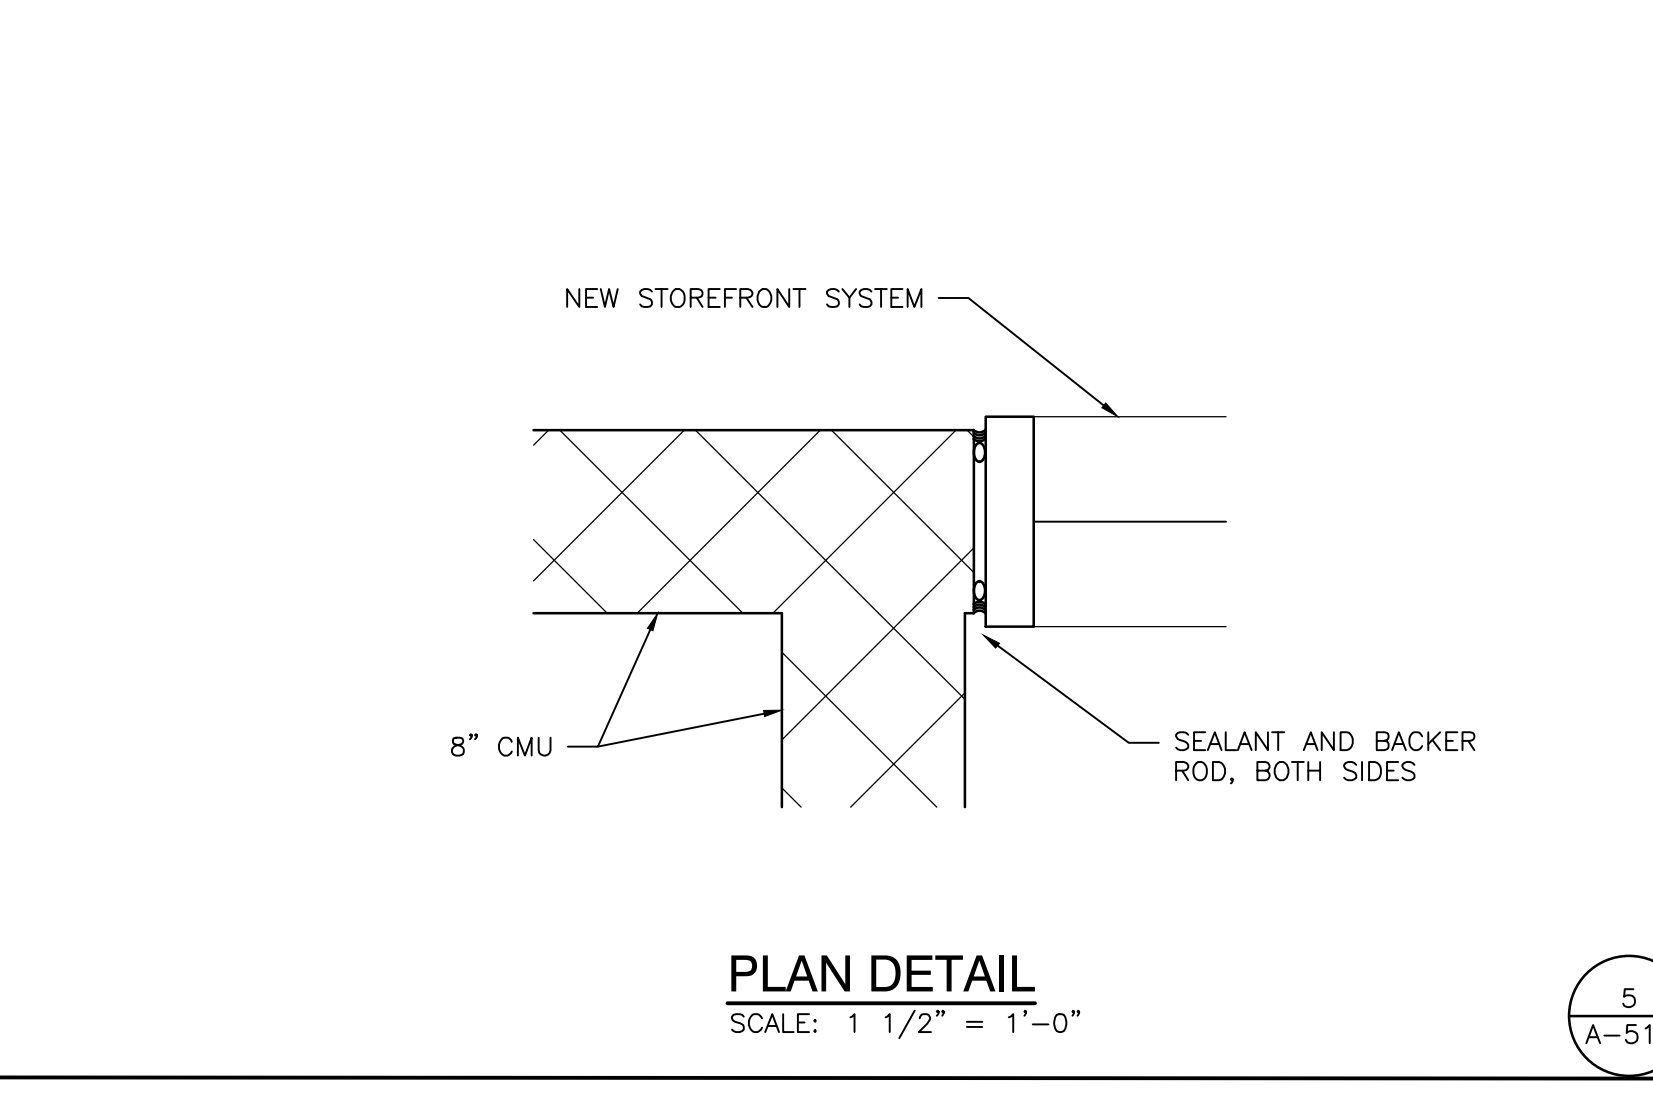 NEW STOREFRONT SYSTEM
8” CMU
SEALANT AND BACKER
ROD, BOTH SIDES
PLAN DETAIL
SCALE: 1 1/2” = 1’-0”
5
A-51